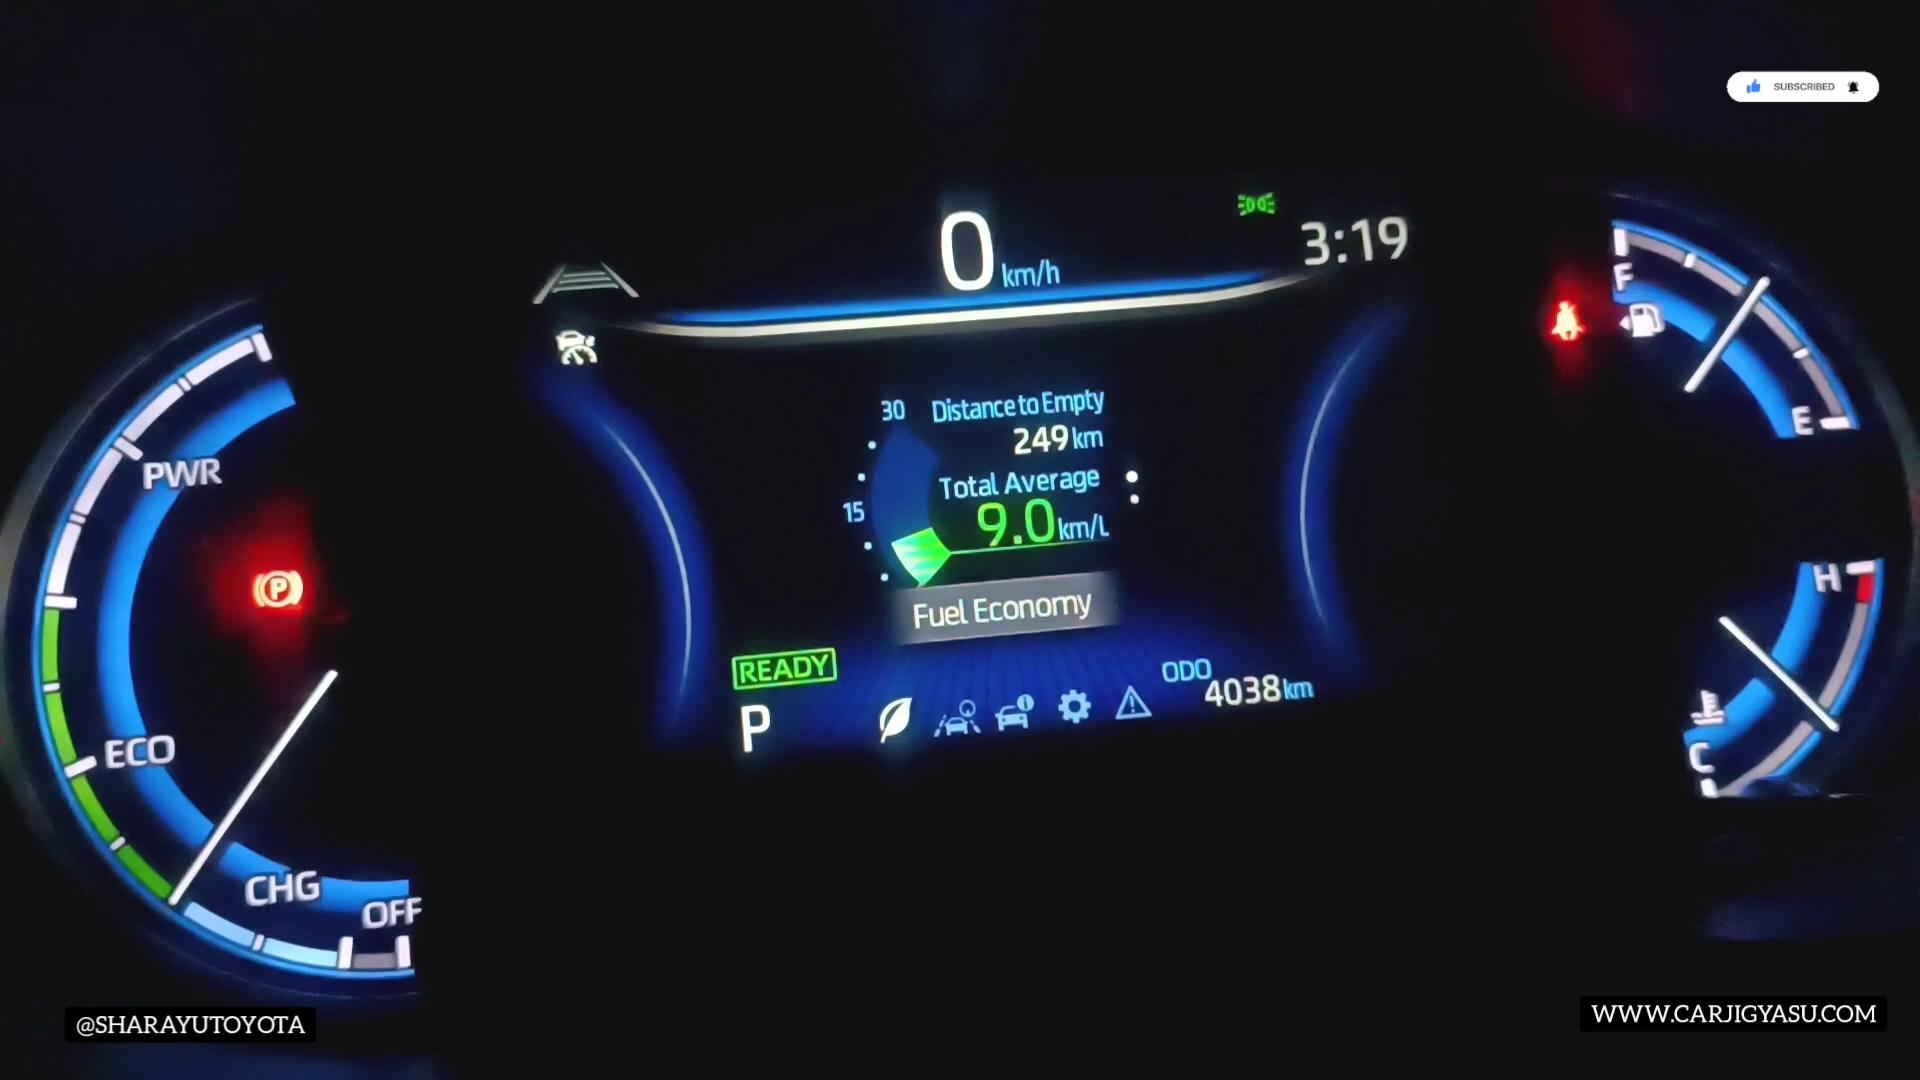 SUBSCRIBED
0 km/h
3:19
F
E
PWR
ECO
CHG
OFF
P
30
15
Distance to Empty
249 km
Total Average
9.0 km/L
Fuel Economy
READY
P
ODO
4038 km
H
C
@SHARAYUTOYOTA
WWW.CARJIGYASU.COM